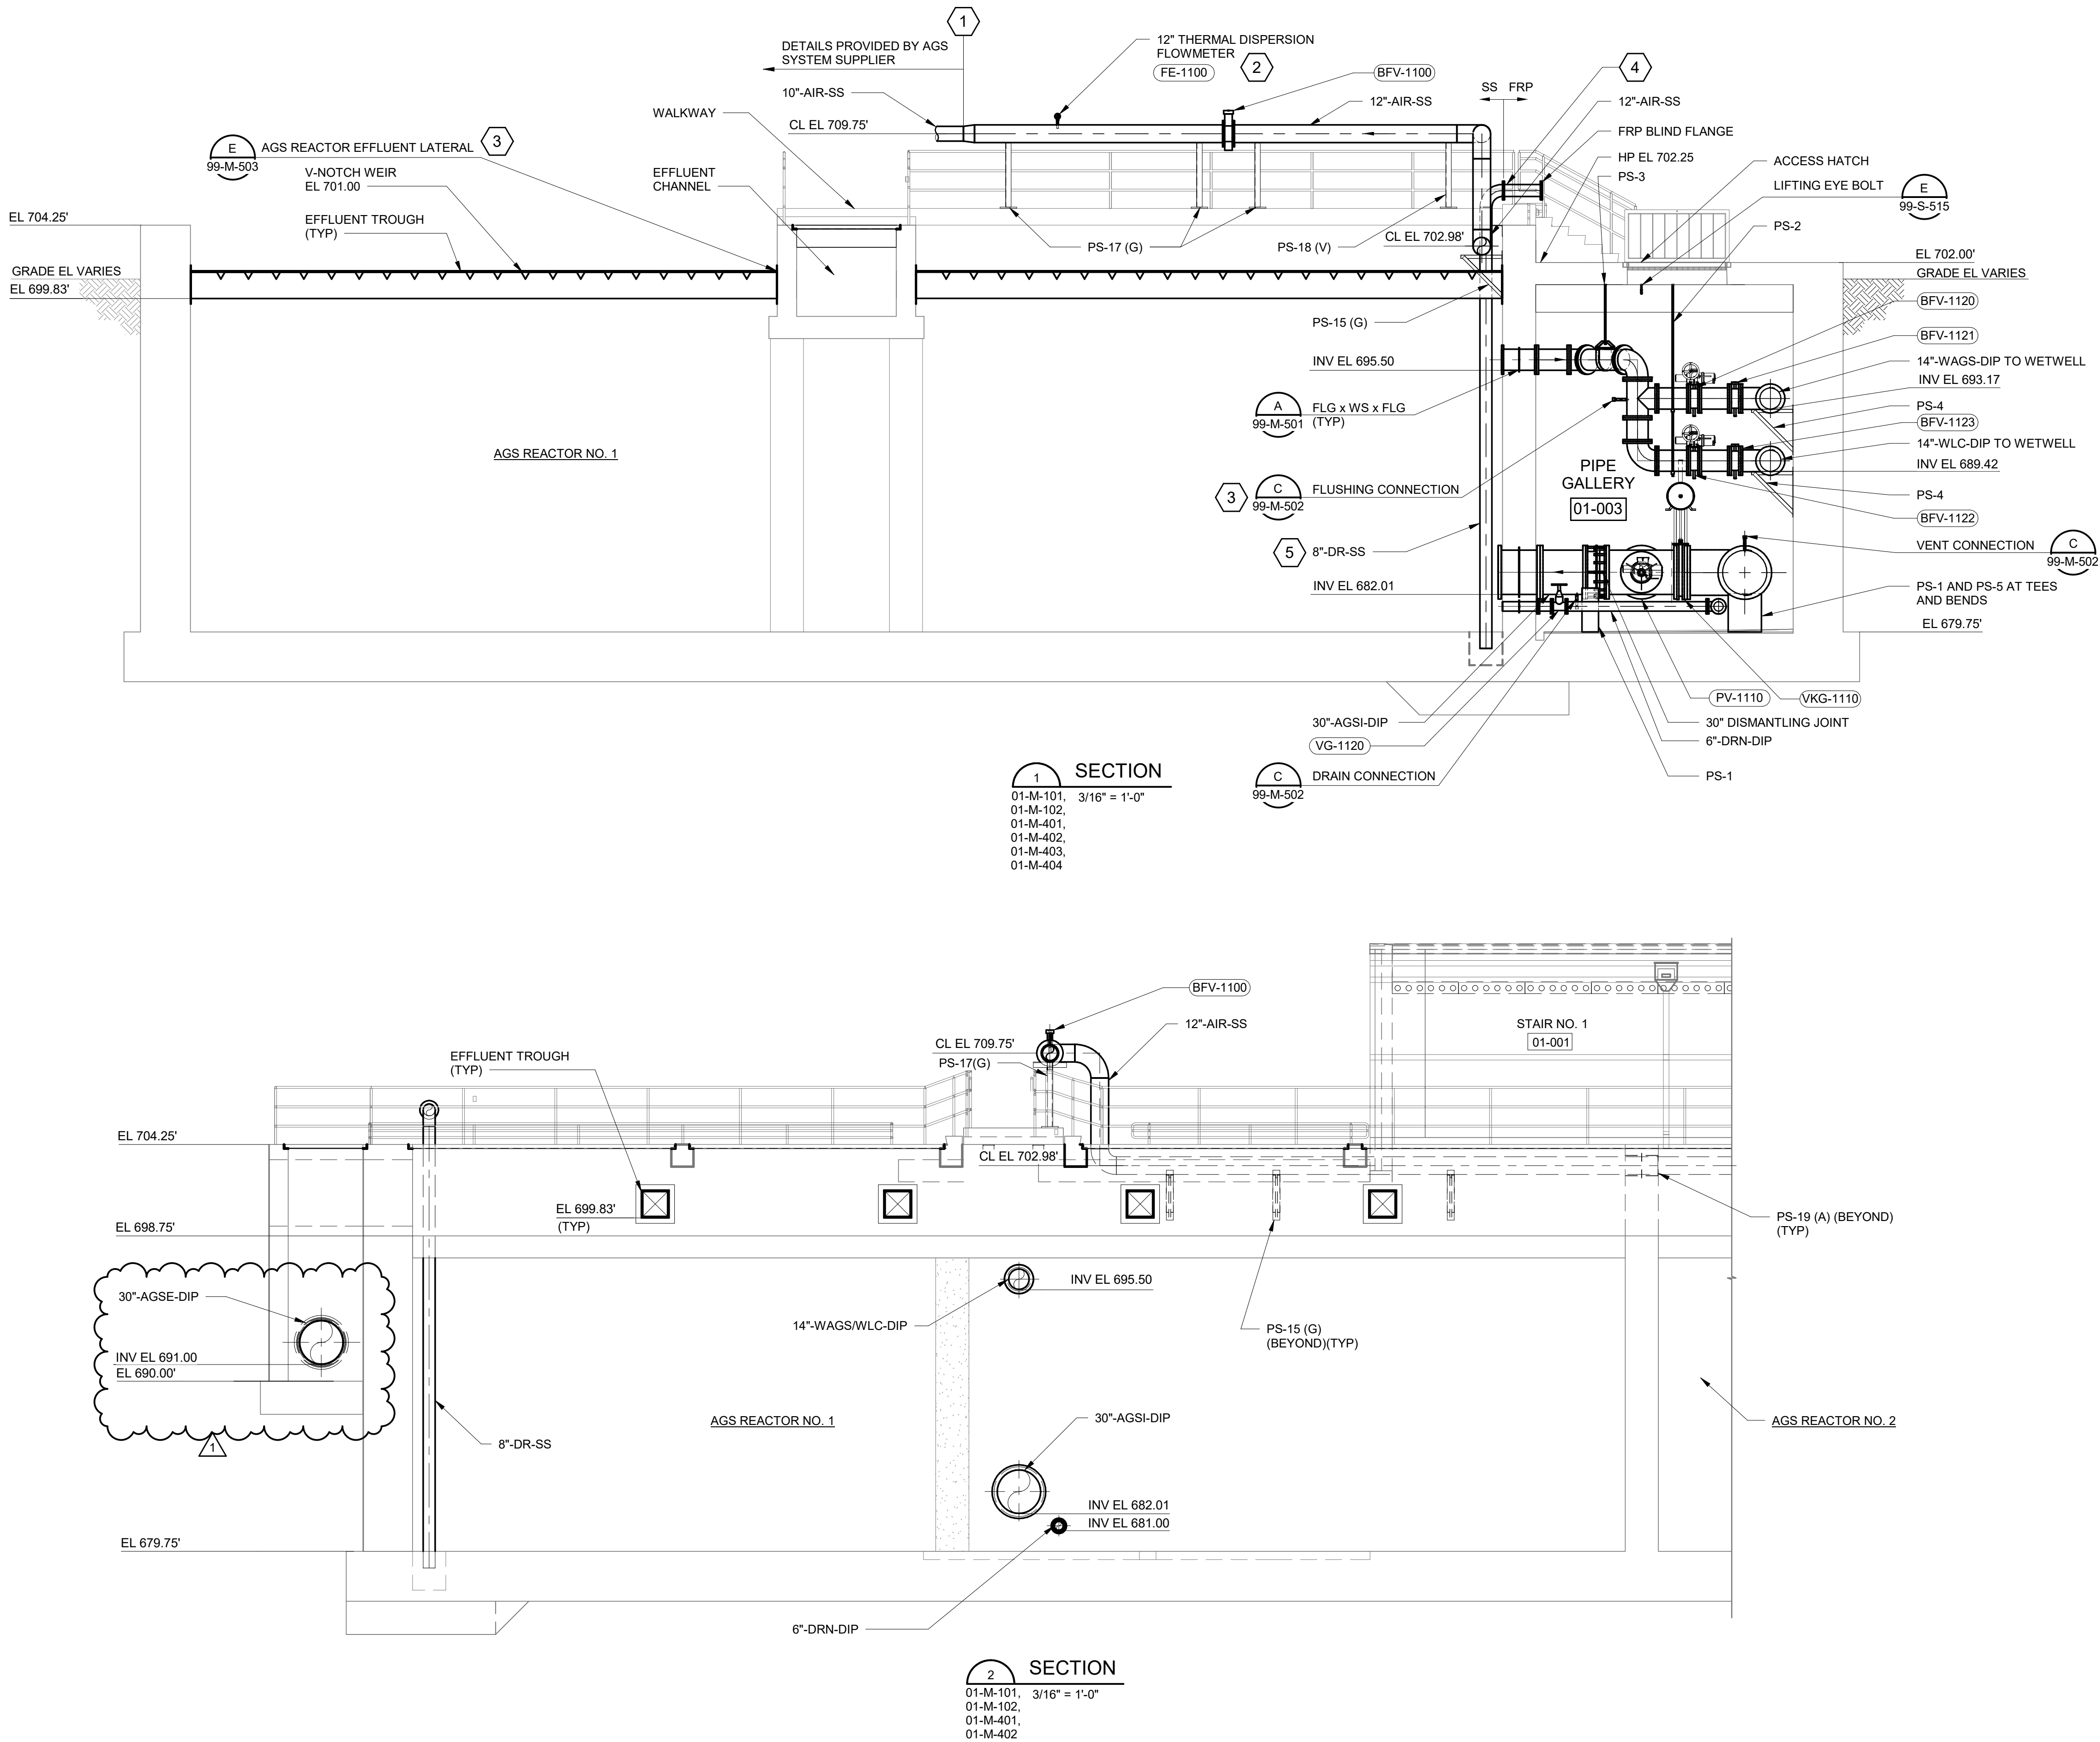 1
DETAILS PROVIDED BY AGS
SYSTEM SUPPLIER
12" THERMAL DISPERSION
FLOWMETER
FE-1100
2
BFV-1100
4
10"-AIR-SS
12"-AIR-SS
SS
FRP
12"-AIR-SS
WALKWAY
CL EL 709.75'
FRP BLIND FLANGE
E
99-M-503
AGS REACTOR EFFLUENT LATERAL
3
HP EL 702.25
ACCESS HATCH
V-NOTCH WEIR
EL 701.00
EFFLUENT
CHANNEL
PS-3
LIFTING EYE BOLT
E
99-S-515
EFFLUENT TROUGH
(TYP)
EL 704.25'
PS-2
PS-17 (G)
PS-18 (V)
CL EL 702.98'
EL 702.00'
GRADE EL VARIES
GRADE EL VARIES
EL 699.83'
BFV-1120
PS-15 (G)
BFV-1121
INV EL 695.50
14"-WAGS-DIP TO WETWELL
INV EL 693.17
A
99-M-501
FLG x WS x FLG
(TYP)
PS-4
BFV-1123
14"-WLC-DIP TO WETWELL
AGS REACTOR NO. 1
PIPE
GALLERY
01-003
INV EL 689.42
3
C
99-M-502
FLUSHING CONNECTION
PS-4
BFV-1122
5
8"-DR-SS
VENT CONNECTION
C
99-M-502
INV EL 682.01
PS-1 AND PS-5 AT TEES
AND BENDS
EL 679.75'
PV-1110
VKG-1110
30"-AGSI-DIP
30" DISMANTLING JOINT
VG-1120
6"-DRN-DIP
C
99-M-502
DRAIN CONNECTION
PS-1
1
SECTION
01-M-101,
3/16" = 1'-0"
01-M-102,
01-M-401,
01-M-402,
01-M-403,
01-M-404
BFV-1100
12"-AIR-SS
STAIR NO. 1
01-001
CL EL 709.75'
PS-17(G)
EFFLUENT TROUGH
(TYP)
EL 704.25'
CL EL 702.98'
EL 699.83'
(TYP)
EL 698.75'
PS-19 (A) (BEYOND)
(TYP)
30"-AGSE-DIP
INV EL 695.50
14"-WAGS/WLC-DIP
PS-15 (G)
(BEYOND)(TYP)
INV EL 691.00
EL 690.00'
1
8"-DR-SS
AGS REACTOR NO. 1
30"-AGSI-DIP
AGS REACTOR NO. 2
INV EL 682.01
INV EL 681.00
EL 679.75'
6"-DRN-DIP
2
SECTION
01-M-101,
3/16" = 1'-0"
01-M-102,
01-M-401,
01-M-402